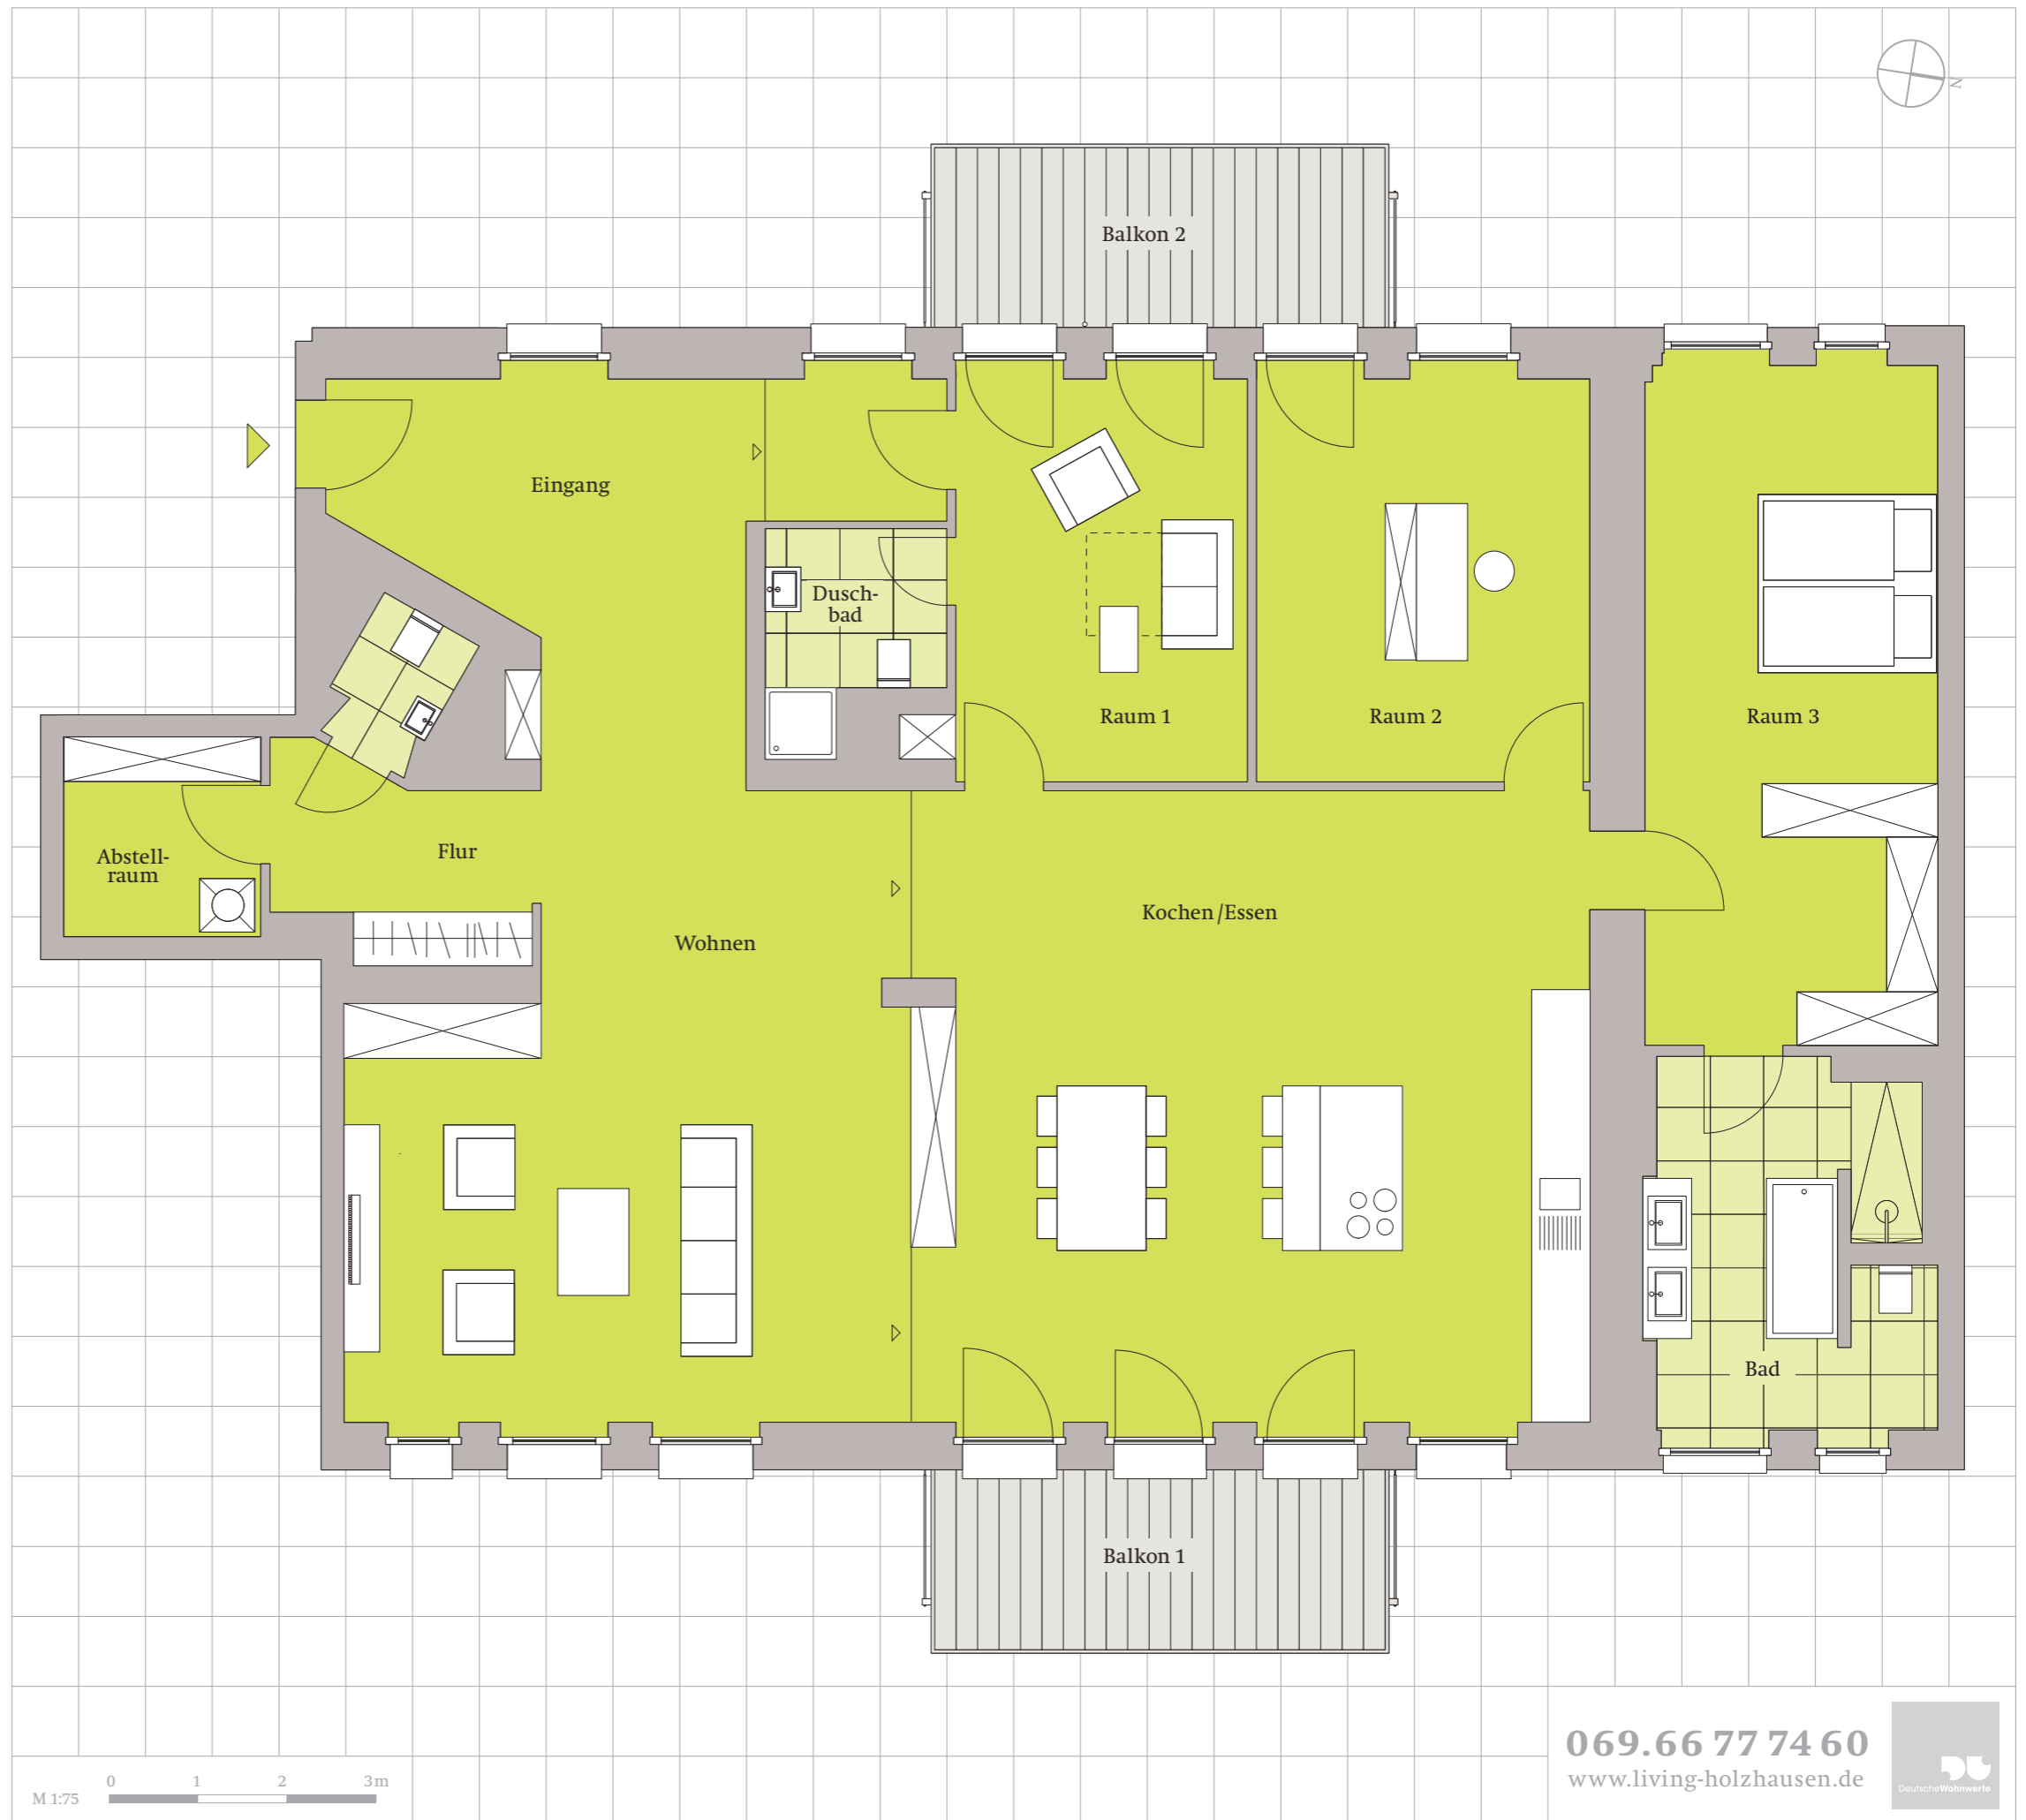 N
Balkon 2
Eingang
Dusch-
bad
Raum 1
Raum 2
Raum 3
Abstell-
raum
Flur
Wohnen
Kochen/Essen
Bad
Balkon 1
M 1:75
0 1 2 3m
069.66 77 74 60
www.living-holzhausen.de
DeutscheWohnwerte